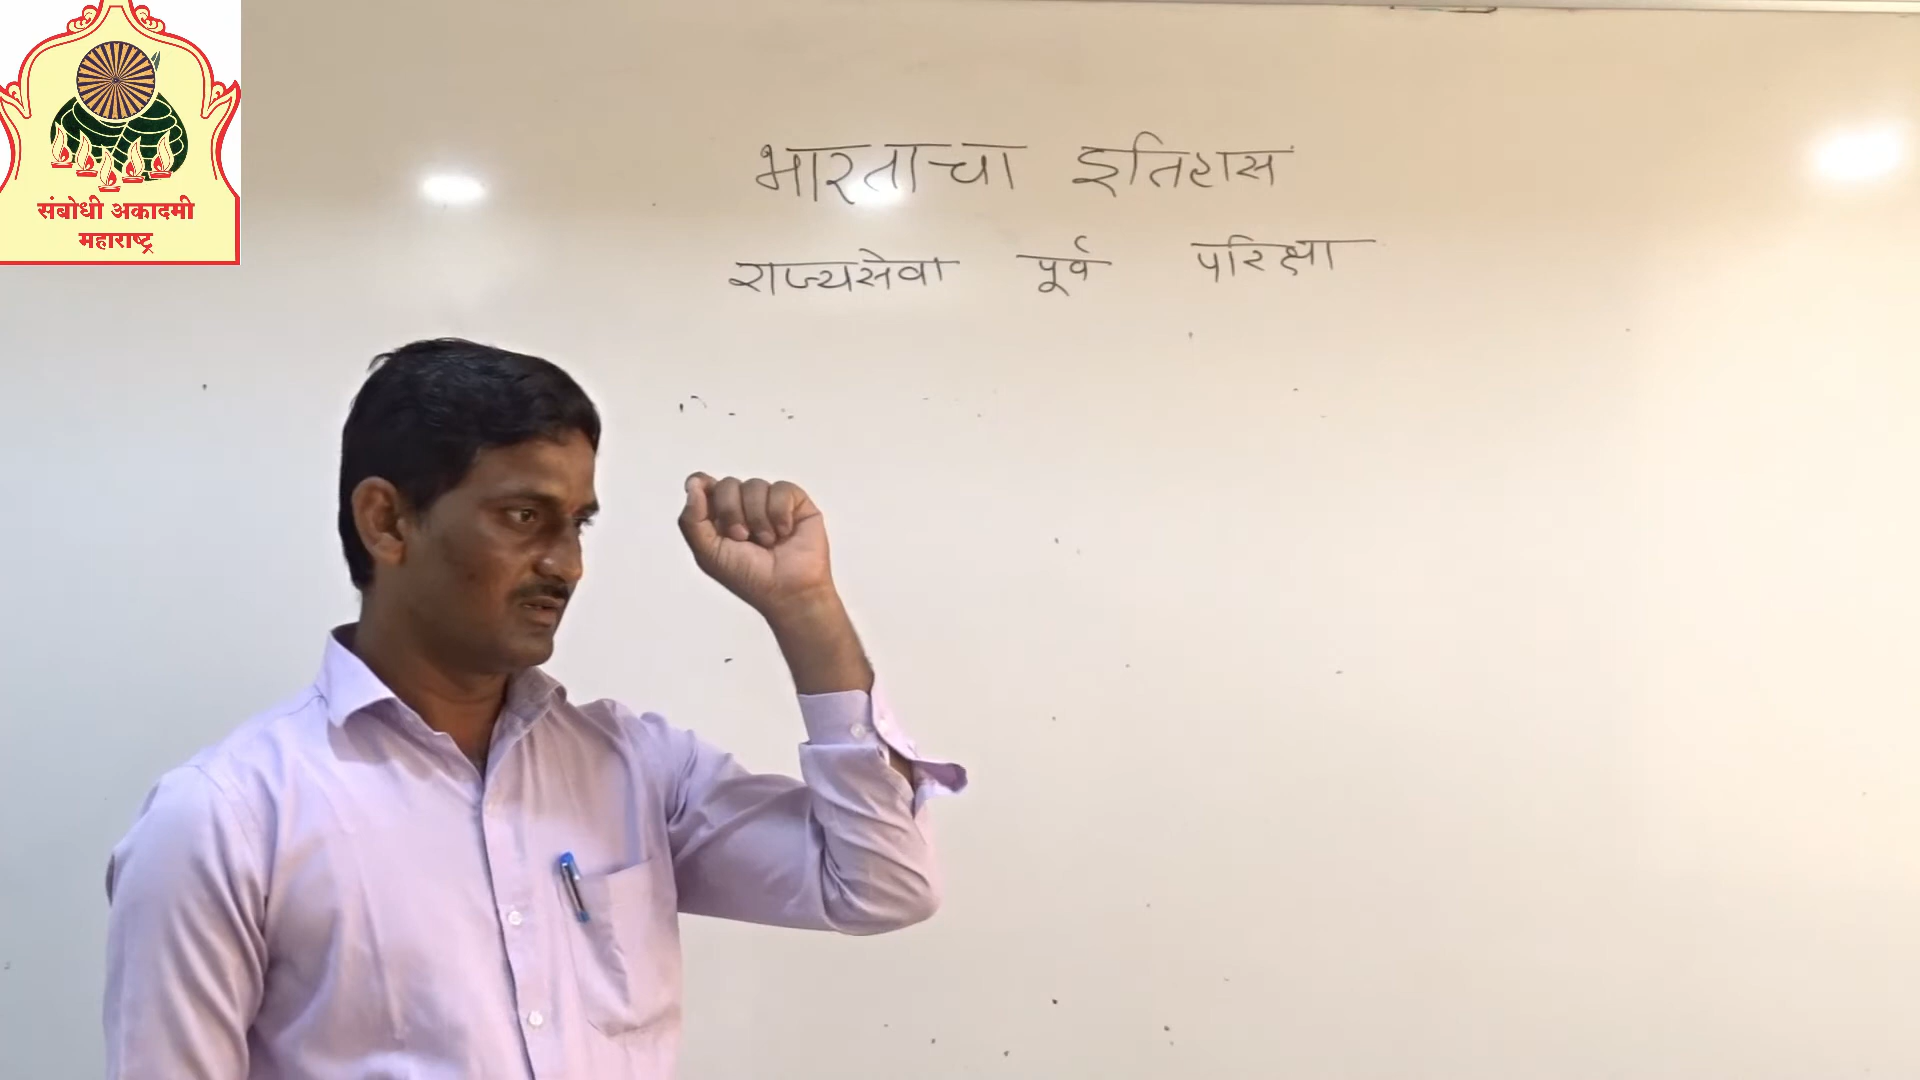 संबोधी अकादमी
महाराष्ट्र
भारताचा इतिहास
राज्यसेवा पूर्व परिक्षा